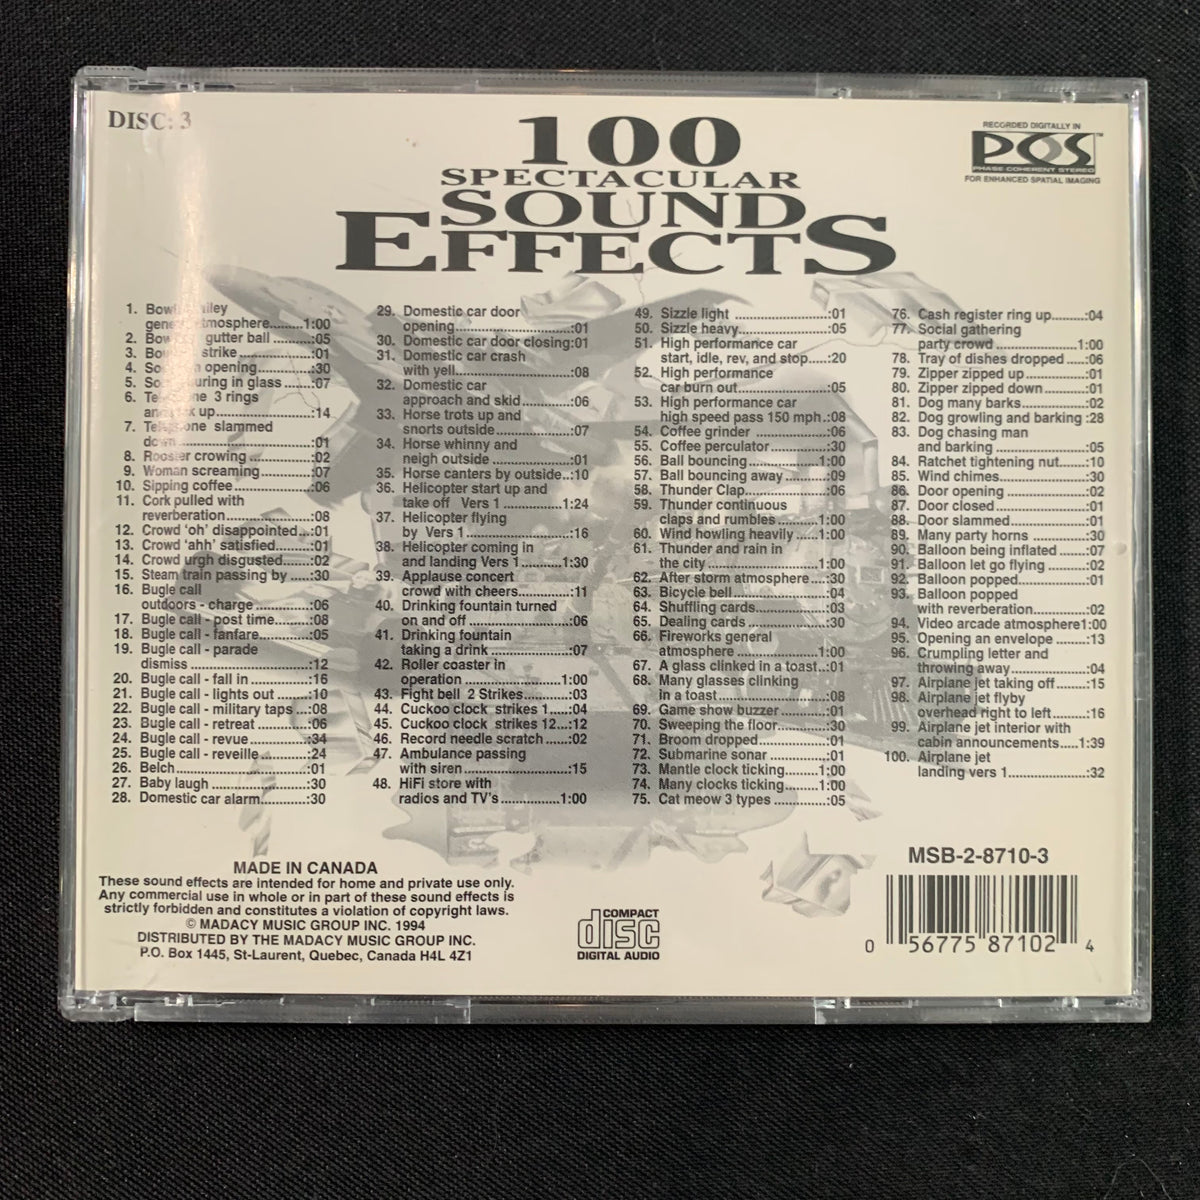 DISC: 3
100
SPECTACULAR
SOUND
EFFECTS
RECORDED DIGITALLY IN
PCS™
PHASE COHERENT STEREO
FOR ENHANCED SPATIAL IMAGING
1. alley
atmosphere.........1:00
2. gutter ball ..........:05
3. strike...................:01
4. opening..............:30
5. in glass .......:07
6. 3 rings
up........................:14
7. slammed
...................................:01
8. Rooster crowing ................:02
9. Woman screaming.............:07
10. Sipping coffee....................:06
11. Cork pulled with
reverberation.....................:08
12. Crowd 'oh' disappointed...:01
13. Crowd 'ahh' satisfied.........:01
14. Crowd urgh disgusted.......:02
15. Steam train passing by .....:30
16. Bugle call
outdoors - charge .............:06
17. Bugle call - post time.........:08
18. Bugle call - fanfare.............:05
19. Bugle call - parade
dismiss ..............................:12
20. Bugle call - fall in ..............:16
21. Bugle call - lights out ........:10
22. Bugle call - military taps ...:08
23. Bugle call - retreat .............:06
24. Bugle call - revue...............:34
25. Bugle call - reveille ............:24
26. Belch..................................:01
27. Baby laugh .........................:30
28. Domestic car alarm............:30
29. Domestic car door
opening..............................:01
30. Domestic car door closing:01
31. Domestic car crash
with yell..............................:08
32. Domestic car
approach and skid.............:06
33. Horse trots up and
snorts outside...................:07
34. Horse whinny and
neigh outside ....................:01
35. Horse canters by outside..:10
36. Helicopter start up and
take off Vers 1 ...............1:24
37. Helicopter flying
by Vers 1..........................:16
38. Helicopter coming in
and landing Vers 1 ..........1:30
39. Applause concert
crowd with cheers.............:11
40. Drinking fountain turned
on and off ..........................:06
41. Drinking fountain
taking a drink ....................:07
42. Roller coaster in
operation .........................1:00
43. Fight bell 2 Strikes...........:03
44. Cuckoo clock strikes 1.....:04
45. Cuckoo clock strikes 12...:12
46. Record needle scratch ......:02
47. Ambulance passing
with siren...........................:15
48. HiFi store with
radios and TV's ...............1:00
49. Sizzle light .........................:01
50. Sizzle heavy.......................:05
51. High performance car
start, idle, rev, and stop.....:20
52. High performance
car burn out.......................:05
53. High performance car
high speed pass 150 mph.:08
54. Coffee grinder ...................:06
55. Coffee perculator...............:30
56. Ball bouncing ..................1:00
57. Ball bouncing away ...........:09
58. Thunder Clap.....................:06
59. Thunder continuous
claps and rumbles...........1:00
60. Wind howling heavily ......1:00
61. Thunder and rain in
the city .............................1:00
62. After storm atmosphere ....:30
63. Bicycle bell........................:04
64. Shuffling cards..................:03
65. Dealing cards ....................:30
66. Fireworks general
atmosphere .....................1:00
67. A glass clinked in a toast..:01
68. Many glasses clinking
in a toast............................:08
69. Game show buzzer ...........:01
70. Sweeping the floor............:30
71. Broom dropped.................:01
72. Submarine sonar ..............:01
73. Mantle clock ticking........1:00
74. Many clocks ticking........1:00
75. Cat meow 3 types .............:05
76. Cash register ring up........:04
77. Social gathering
party crowd .....................1:00
78. Tray of dishes dropped ....:06
79. Zipper zipped up ...............:01
80. Zipper zipped down ..........:01
81. Dog many barks................:02
82. Dog growling and barking :28
83. Dog chasing man
and barking .......................:05
84. Ratchet tightening nut.......:10
85. Wind chimes......................:30
86. Door opening ....................:02
87. Door closed .......................:01
88. Door slammed ...................:01
89. Many party horns ..............:30
90. Balloon being inflated .......:07
91. Balloon let go flying ..........:02
92. Balloon popped.................:01
93. Balloon popped
with reverberation..............:02
94. Video arcade atmosphere1:00
95. Opening an envelope ........:13
96. Crumpling letter and
throwing away...................:04
97. Airplane jet taking off........:15
98. Airplane jet flyby
overhead right to left.........:16
99. Airplane jet interior with
cabin announcements.....1:39
100. Airplane jet
landing vers 1....................:32
MADE IN CANADA
These sound effects are intended for home and private use only.
Any commercial use in whole or in part of these sound effects is
strictly forbidden and constitutes a violation of copyright laws.
© MADACY MUSIC GROUP INC. 1994
DISTRIBUTED BY THE MADACY MUSIC GROUP INC.
P.O. Box 1445, St-Laurent, Quebec, Canada H4L 4Z1
COMPACT
disc
DIGITAL AUDIO
MSB-2-8710-3
0 56775 87102 4